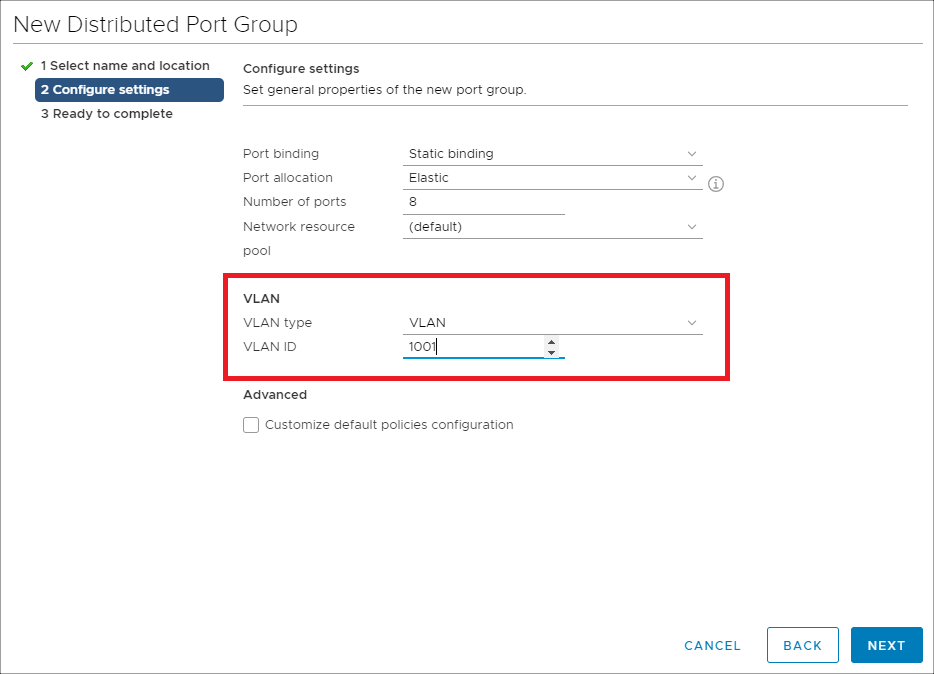 New Distributed Port Group
1 Select name and location
2 Configure settings
3 Ready to complete
Configure settings
Set general properties of the new port group.
Port binding Static binding
Port allocation Elastic
Number of ports 8
Network resource (default)
pool
VLAN
VLAN type VLAN
VLAN ID 1001
Advanced
Customize default policies configuration
CANCEL BACK NEXT